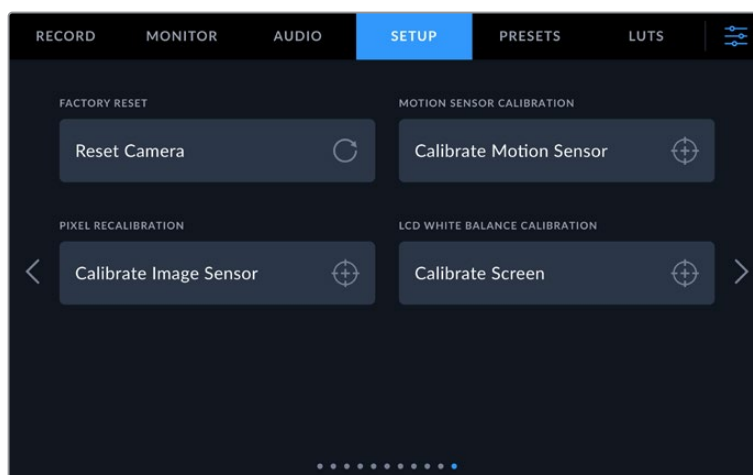 RECORD MONITOR AUDIO SETUP PRESETS LUTS
FACTORY RESET MOTION SENSOR CALIBRATION
Reset Camera Calibrate Motion Sensor
PIXEL RECALIBRATION LCD WHITE BALANCE CALIBRATION
Calibrate Image Sensor Calibrate Screen